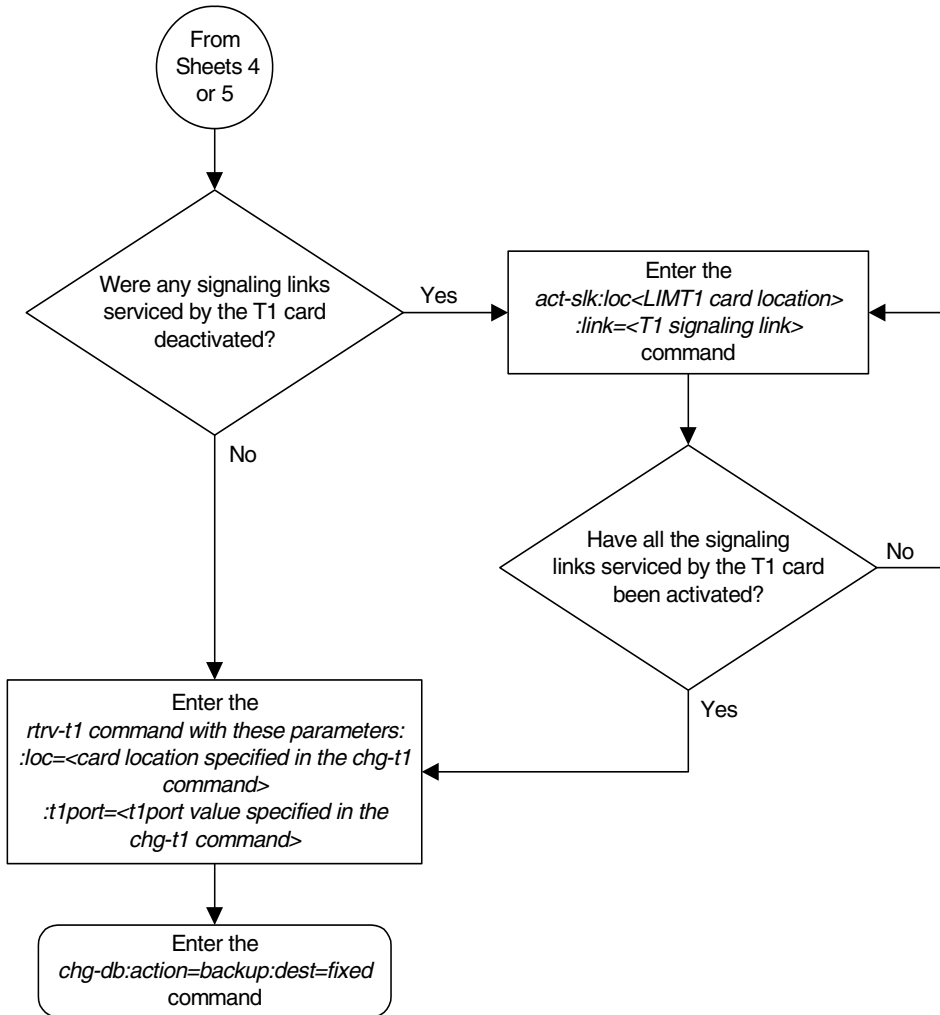 From
Sheets 4
or 5
Were any signaling links
serviced by the T1 card
deactivated?
Yes
Enter the
act-slk:loc<LIMT1 card location>
:link=<T1 signaling link>
command
No
Have all the signaling
links serviced by the T1 card
been activated?
No
Yes
Enter the
rtrv-t1 command with these parameters:
:loc=<card location specified in the chg-t1
command>
:t1port=<t1port value specified in the
chg-t1 command>
Enter the
chg-db:action=backup:dest=fixed
command